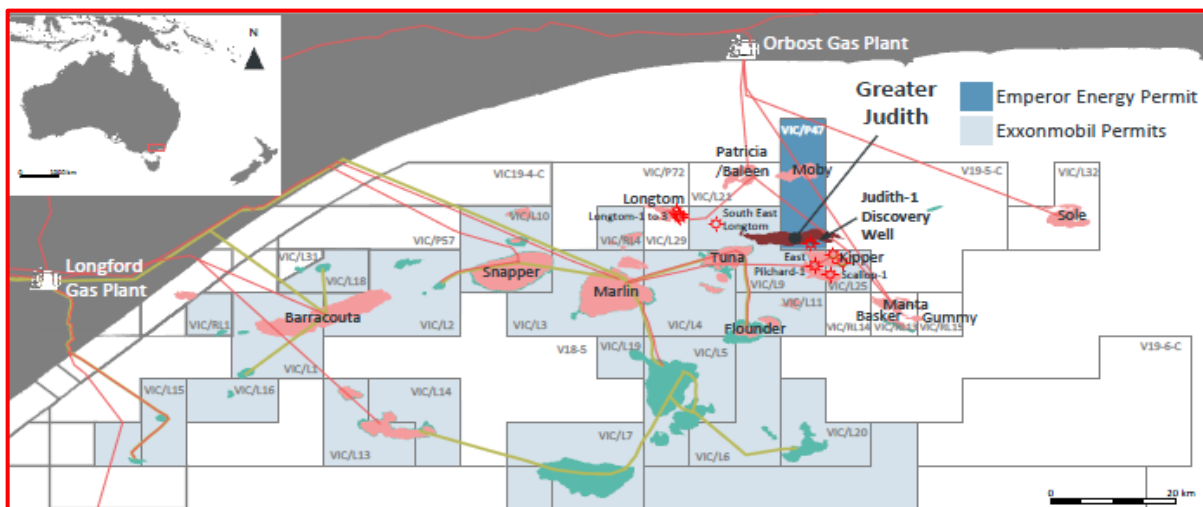 N
0 1000 km
Orbost Gas Plant
Greater
Judith
Emperor Energy Permit
Exxonmobil Permits
VIC/P47
Patricia
/Baleen
Moby
VIC19-4-C
VIC/P72
VIC/L21
V19-5-C
VIC/L32
Longtom
Longtom-1 to 3
South East
Longtom
Judith-1
Discovery
Well
Sole
VIC/L10
VIC/P57
VIC/RL4
VIC/L29
Longford
Gas Plant
VIC/L31
VIC/L18
Snapper
Marlin
Tuna
East
Pilchard-1
Kipper
Scallop-1
VIC/L9
VIC/L25
VIC/L11
Barracouta
VIC/RL1
VIC/L2
VIC/L3
VIC/L4
Flounder
Manta
Basker
Gummy
VIC/RL14
VIC/RL13
VIC/RL15
VIC/L1
V18-5
VIC/L19
VIC/L5
V19-6-C
VIC/L15
VIC/L16
VIC/L14
VIC/L13
VIC/L7
VIC/L6
VIC/L20
0 20 km